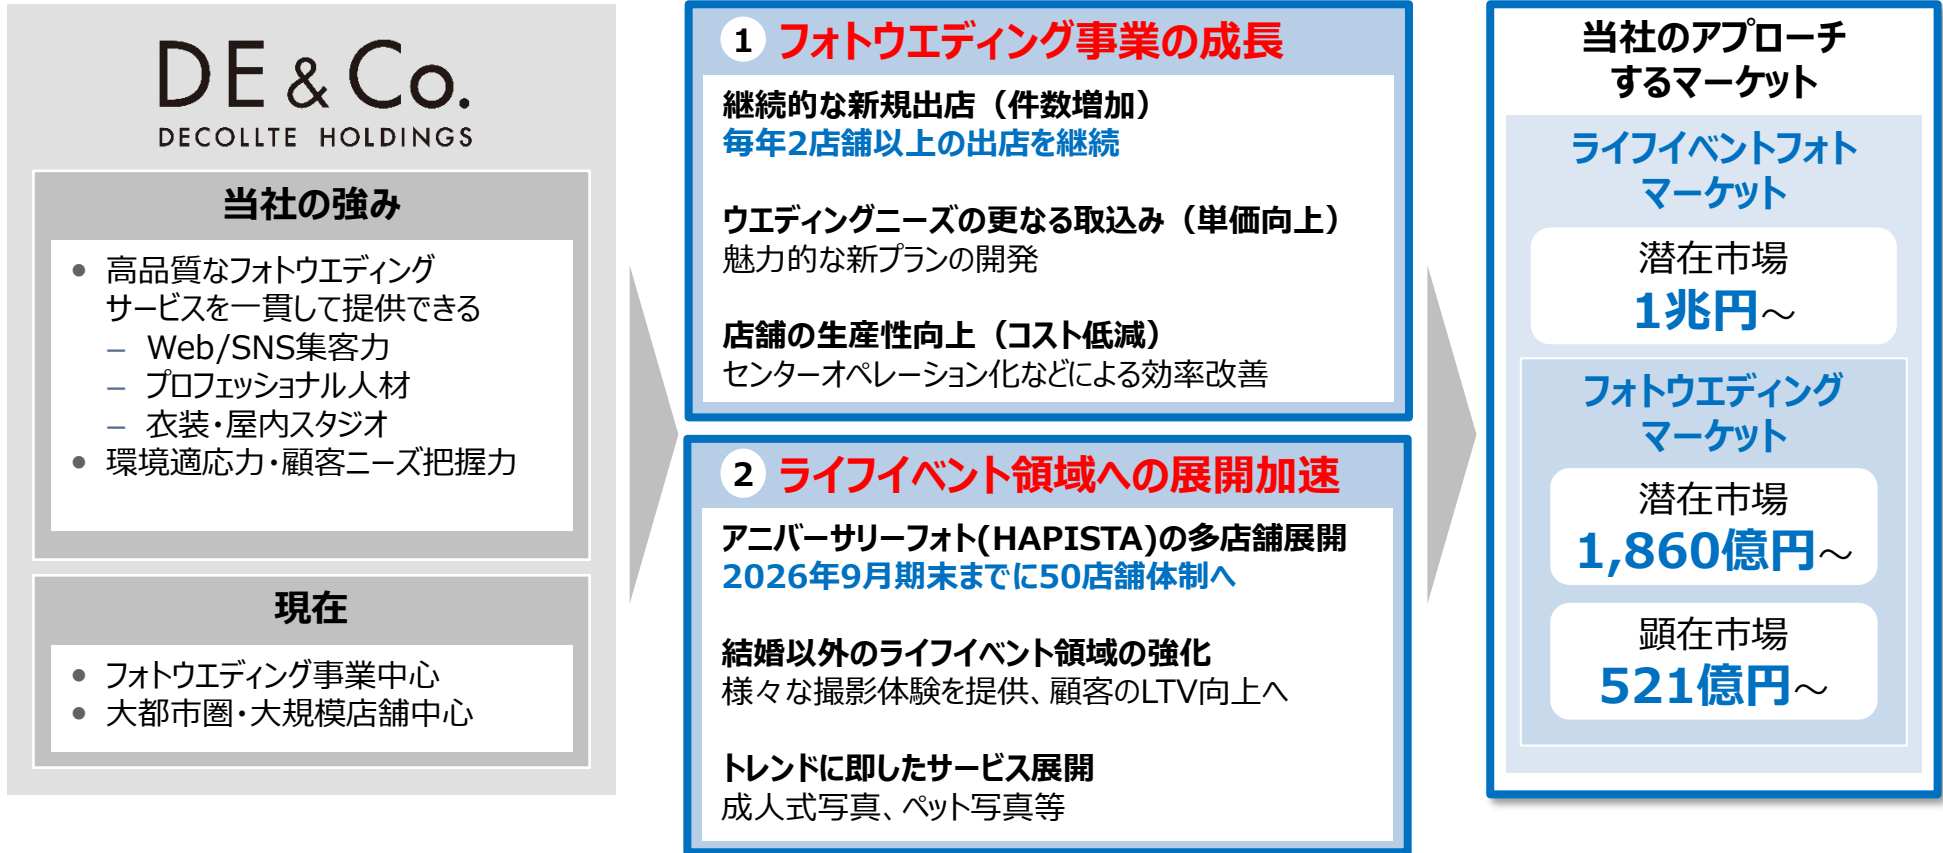 DE & Co.
DECOLLTE HOLDINGS
当社の強み
• 高品質なフォトウエディング
サービスを一貫して提供できる
– Web/SNS集客力
– プロフェッショナル人材
– 衣装・屋内スタジオ
• 環境適応力・顧客ニーズ把握力
現在
• フォトウエディング事業中心
• 大都市圏・大規模店舗中心
1 フォトウエディング事業の成長
継続的な新規出店（件数増加）
毎年2店舗以上の出店を継続
ウエディングニーズの更なる取込み（単価向上）
魅力的な新プランの開発
店舗の生産性向上（コスト低減）
センターオペレーション化などによる効率改善
2 ライフイベント領域への展開加速
アニバーサリーフォト(HAPISTA)の多店舗展開
2026年9月期末までに50店舗体制へ
結婚以外のライフイベント領域の強化
様々な撮影体験を提供、顧客のLTV向上へ
トレンドに即したサービス展開
成人式写真、ペット写真等
当社のアプローチ
するマーケット
ライフイベントフォト
マーケット
潜在市場
1兆円～
フォトウエディング
マーケット
潜在市場
1,860億円～
顕在市場
521億円～